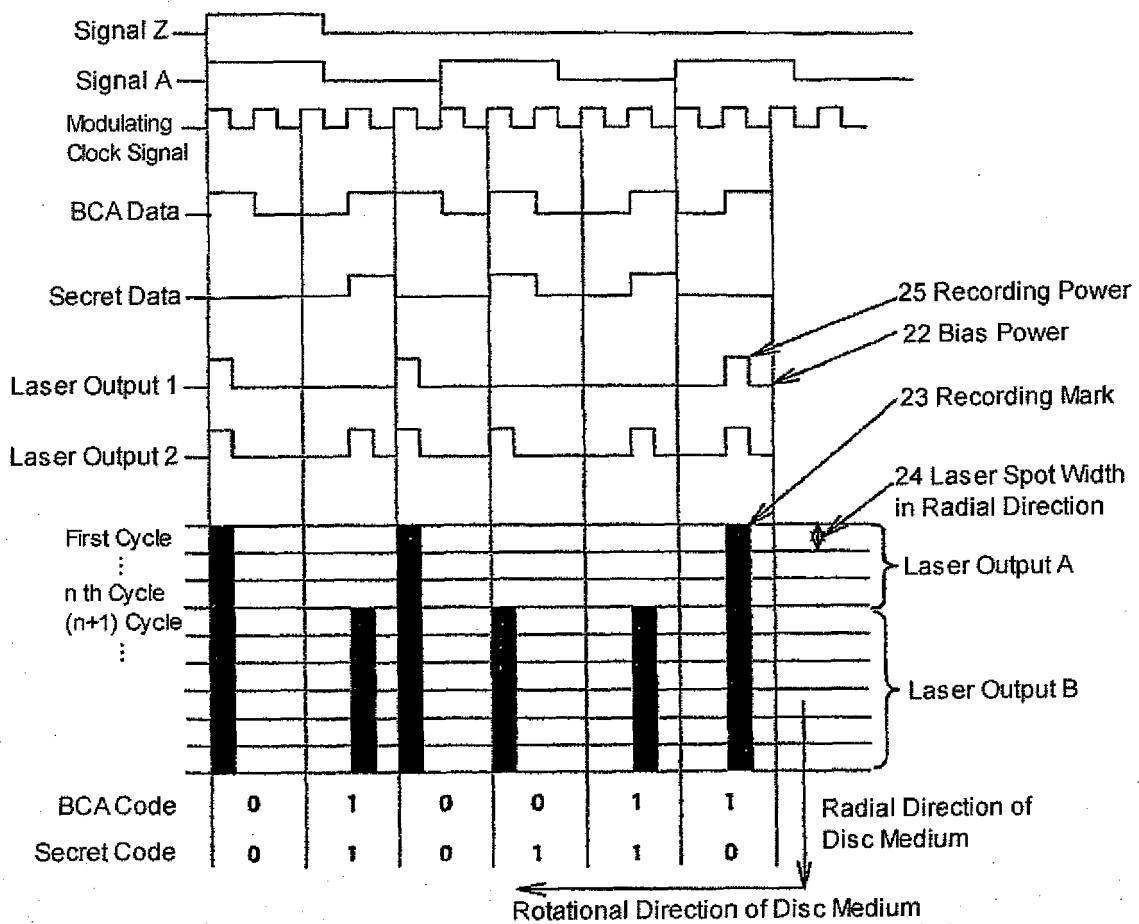 Signal Z
Signal A
Modulating
Clock Signal
BCA Data
Secret Data
25 Recording Power
22 Bias Power
Laser Output 1
23 Recording Mark
Laser Output 2
24 Laser Spot Width
in Radial Direction
First Cycle
⋮
n th Cycle
(n+1) Cycle
⋮
Laser Output A
Laser Output B
BCA Code 0 1 0 0 1 1
Secret Code 0 1 0 1 1 0
Radial Direction of
Disc Medium
Rotational Direction of Disc Medium